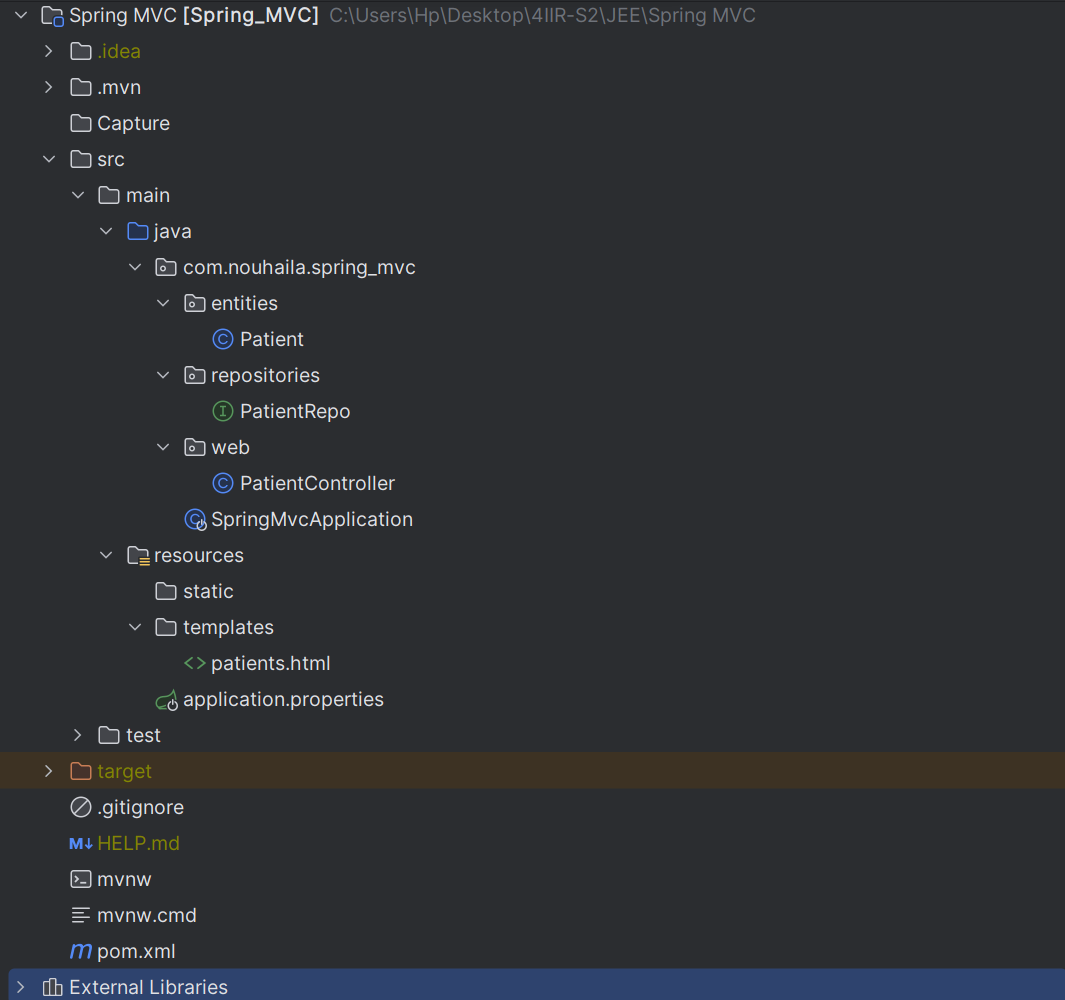 Spring MVC [Spring_MVC] C:\Users\Hp\Desktop\4IIR-S2\JEE\Spring MVC
.idea
.mvn
Capture
src
main
java
com.nouhaila.spring_mvc
entities
C Patient
repositories
I PatientRepo
web
C PatientController
C SpringMvcApplication
resources
static
templates
<> patients.html
application.properties
test
target
.gitignore
M↓ HELP.md
mvnw
mvnw.cmd
m pom.xml
External Libraries